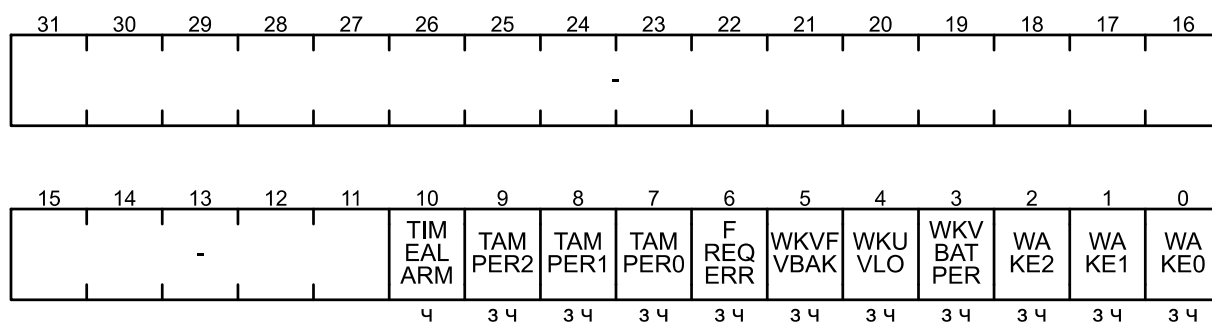 31 30 29 28 27 26 25 24 23 22 21 20 19 18 17 16
-
15 14 13 12 11 10 9 8 7 6 5 4 3 2 1 0
TIM TAM TAM TAM F WKVF WKU WKV WA WA WA
EAL PER2 PER1 PER0 REQ VBAK VLO BAT KE2 KE1 KE0
ARM ERR PER
-
ч з ч з ч з ч з ч з ч з ч з ч з ч з ч з ч